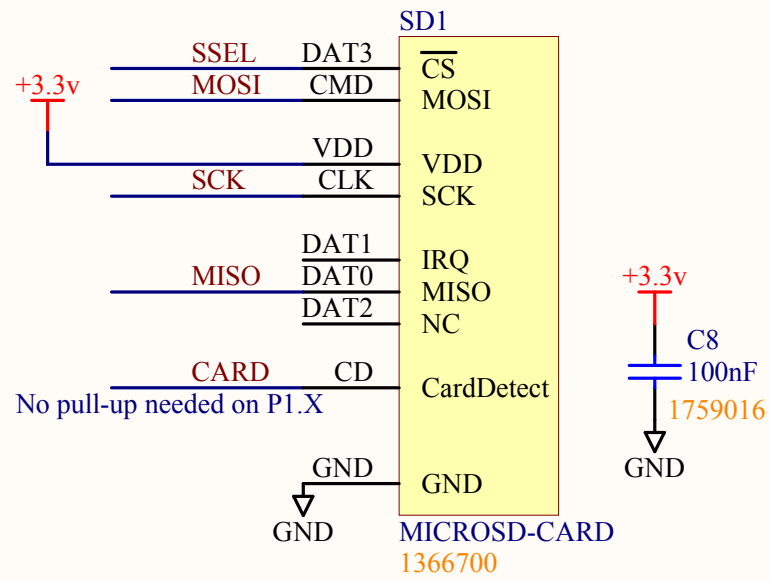 SD1
SSEL DAT3 CS
MOSI CMD MOSI
+3.3v
VDD VDD
SCK CLK SCK
DAT1 IRQ
MISO DAT0 MISO
DAT2 NC
CARD CD CardDetect
No pull-up needed on P1.X
GND GND
GND
MICROSD-CARD
1366700
+3.3v
C8
100nF
1759016
GND